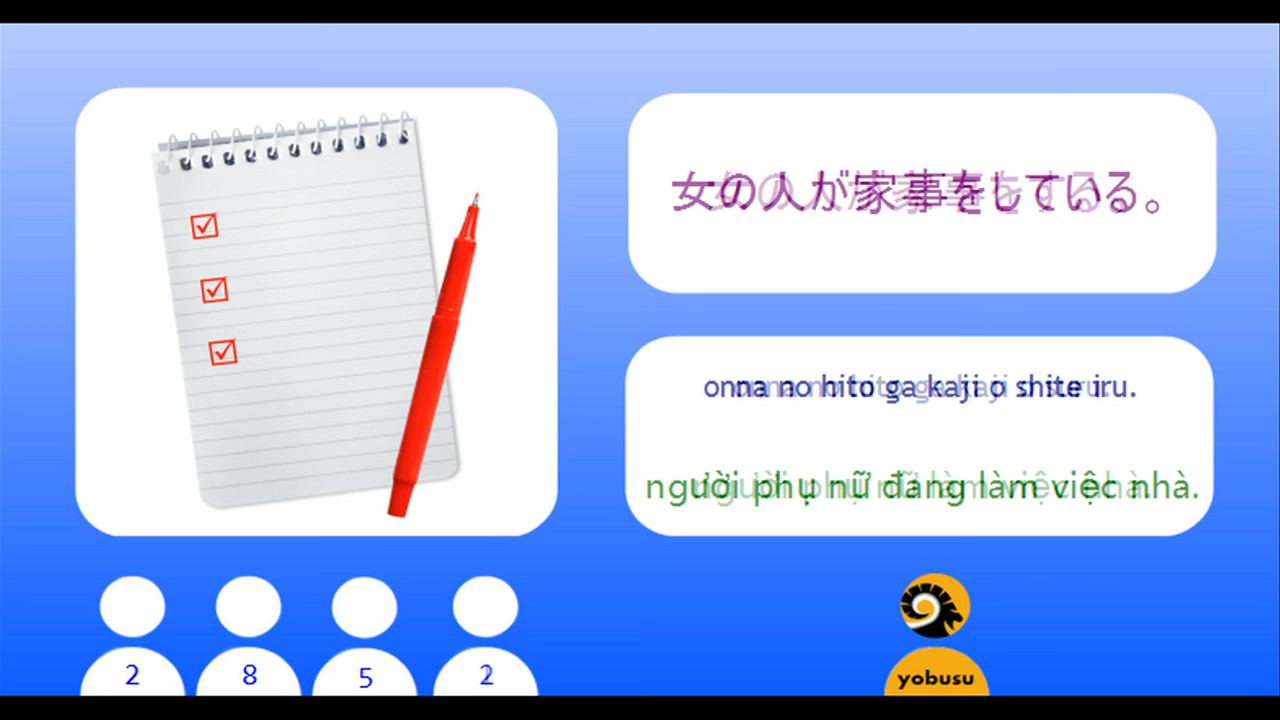 女の人が家事をしている。
onna no hito ga kaji o shite iru.
người phụ nữ đang làm việc nhà.
2 8 5 2
yobusu